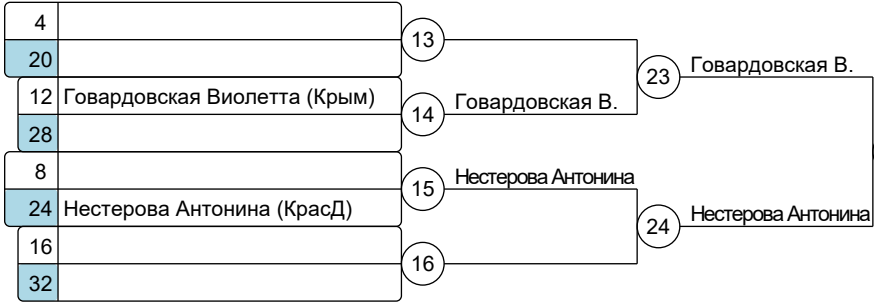 4
13
20
23 Говардовская В.
12 Говардовская Виолетта (Крым)
14 Говардовская В.
28
8
15 Нестерова Антонина
24 Нестерова Антонина (КрасД)
24 Нестерова Антонина
16
16
32